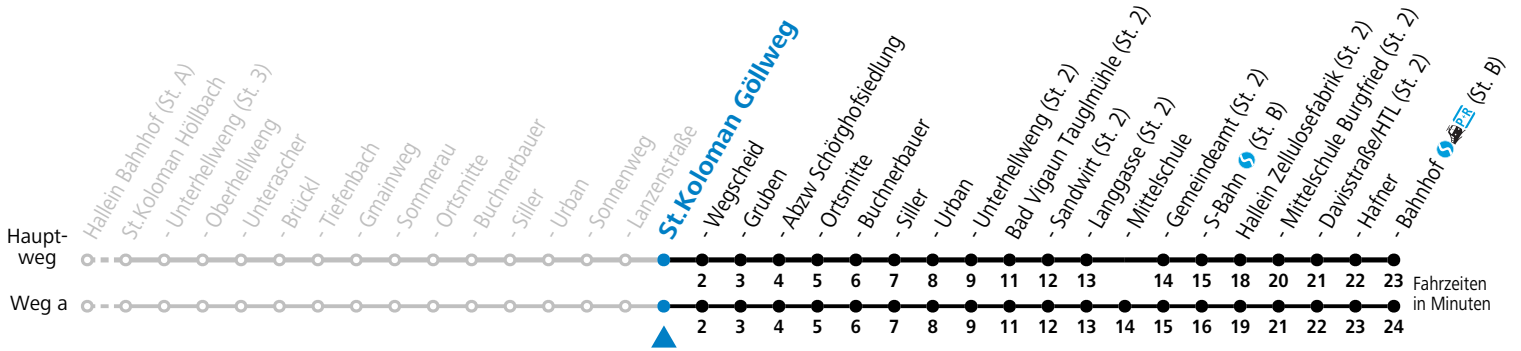 Hallein Bahnhof (St. A)
St.Koloman Höllbach
- Unterhellweng (St. 3)
- Oberhellweng
- Unterascher
- Brückl
- Tiefenbach
- Gmainweg
- Sommerau
- Ortsmitte
- Buchnerbauer
- Siller
- Urban
- Sonnenweg
- Lanzenstraße
St.Koloman Göllweg
- Wegscheid
- Gruben
- Abzw Schörghofsiedlung
- Ortsmitte
- Buchnerbauer
- Siller
- Urban
- Unterhellweng (St. 2)
Bad Vigaun Tauglmühle (St. 2)
- Sandwirt (St. 2)
- Langgasse (St. 2)
- Mittelschule
- Gemeindeamt (St. 2)
- S-Bahn S (St. B)
Hallein Zellulosefabrik (St. 2)
- Mittelschule Burgfried (St. 2)
- Davisstraße/HTL (St. 2)
- Hafner
- Bahnhof S P+R (St. B)
Haupt-
weg
2 3 4 5 6 7 8 9 11 12 13 14 15 18 20 21 22 23
Weg a
2 3 4 5 6 7 8 9 11 12 13 14 15 16 19 21 22 23 24
Fahrzeiten
in Minuten